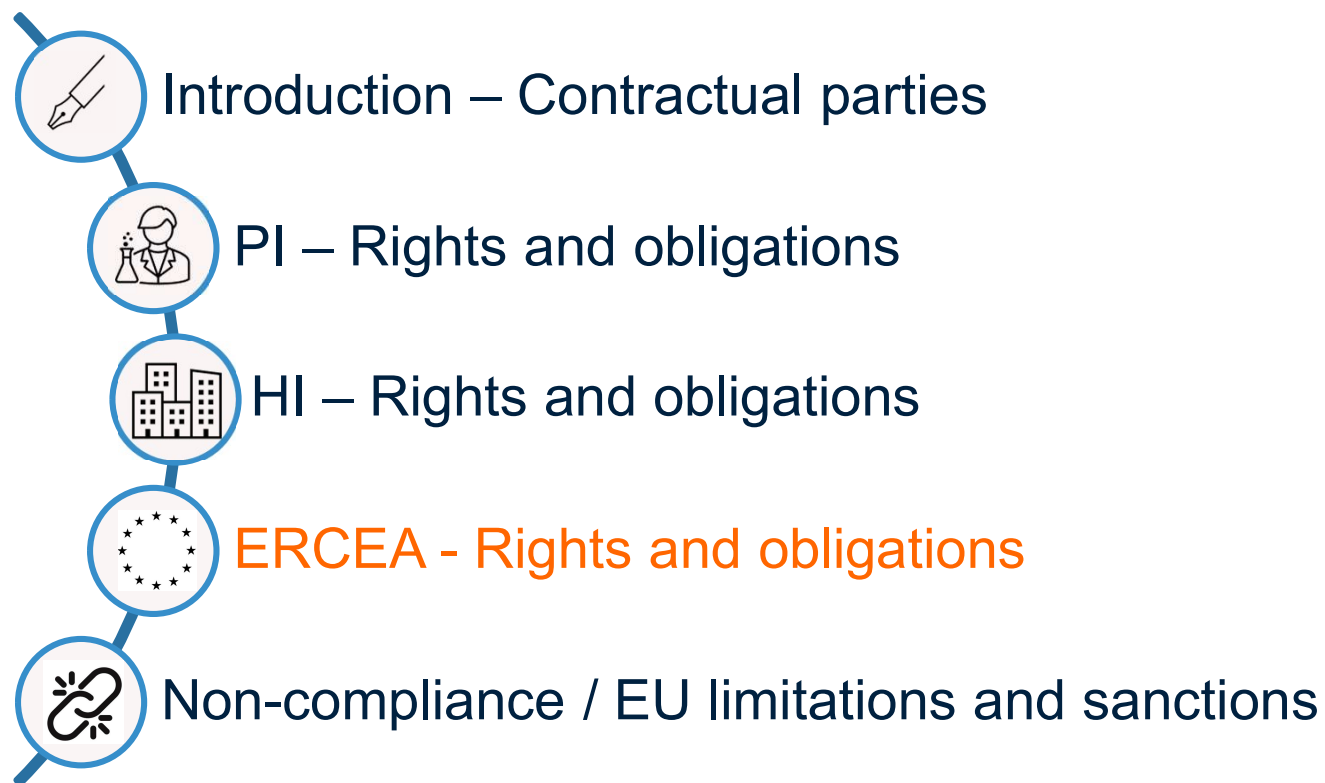 Introduction – Contractual parties
PI – Rights and obligations
HI – Rights and obligations
ERCEA - Rights and obligations
Non-compliance / EU limitations and sanctions